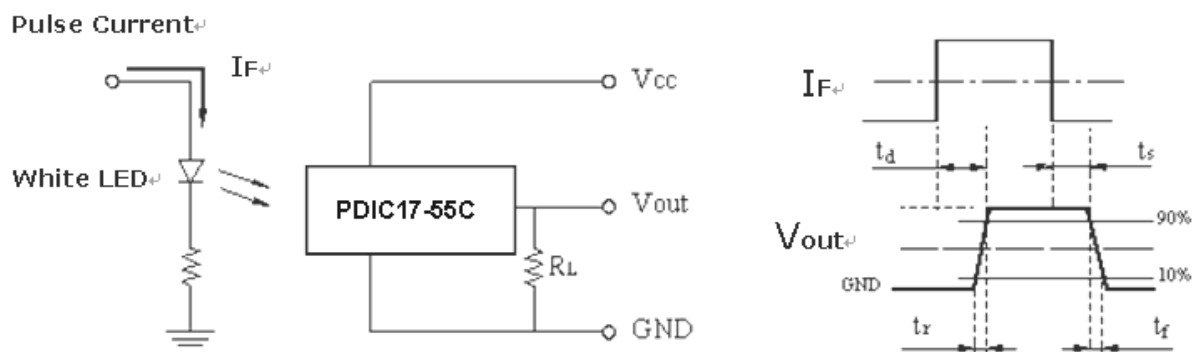 Pulse Current↵
IF↵
White LED↵
PDIC17-55C
Vcc
Vout
RL
GND
IF↵
td
ts
Vout↵
90%
10%
GND
tr
tf